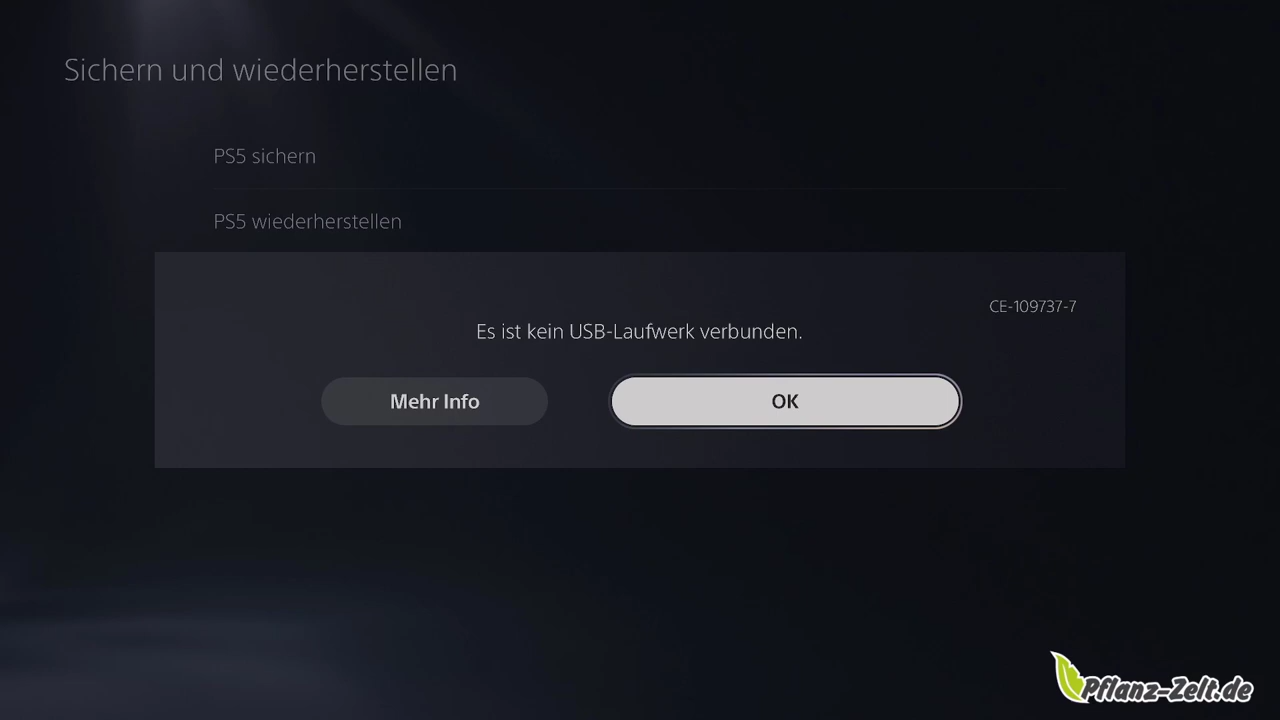 Sichern und wiederherstellen
PS5 sichern
PS5 wiederherstellen
CE-109737-7
Es ist kein USB-Laufwerk verbunden.
Mehr Info
OK
Pflanz-Zelt.de